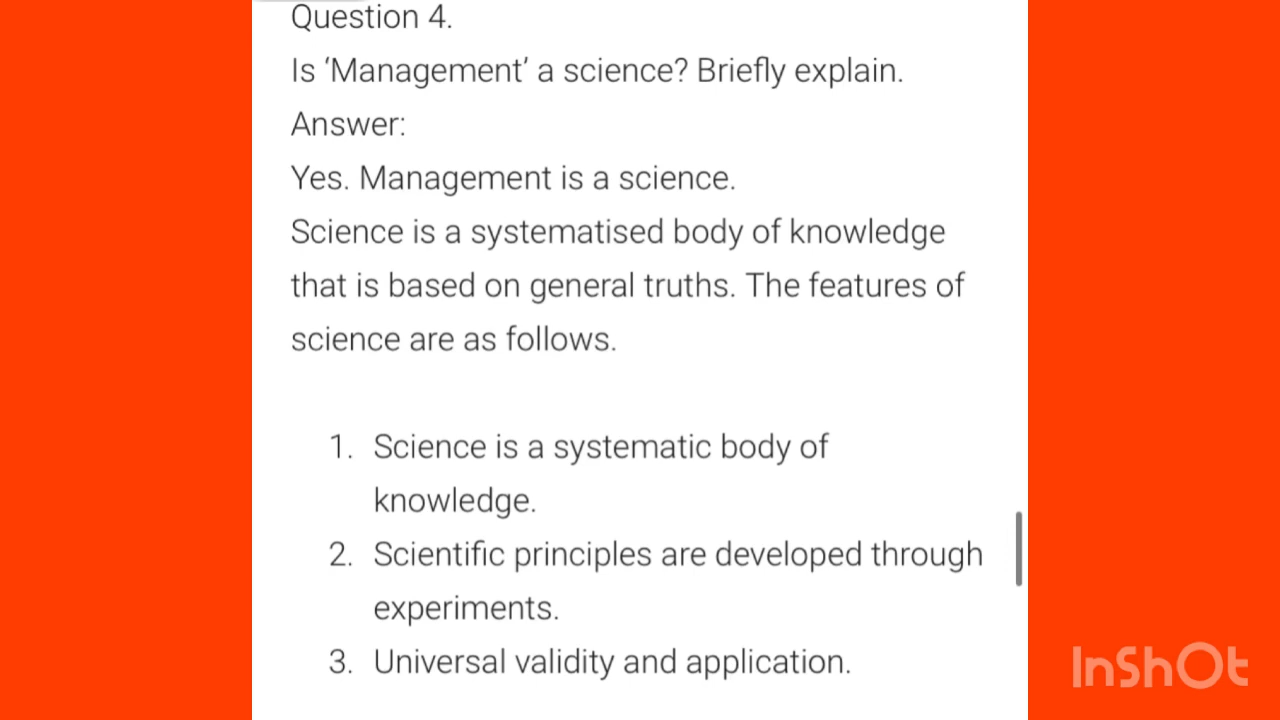 Question 4.
Is ‘Management’ a science? Briefly explain.
Answer:
Yes. Management is a science.
Science is a systematised body of knowledge
that is based on general truths. The features of
science are as follows.
1. Science is a systematic body of
knowledge.
2. Scientific principles are developed through
experiments.
3. Universal validity and application.
InShOt